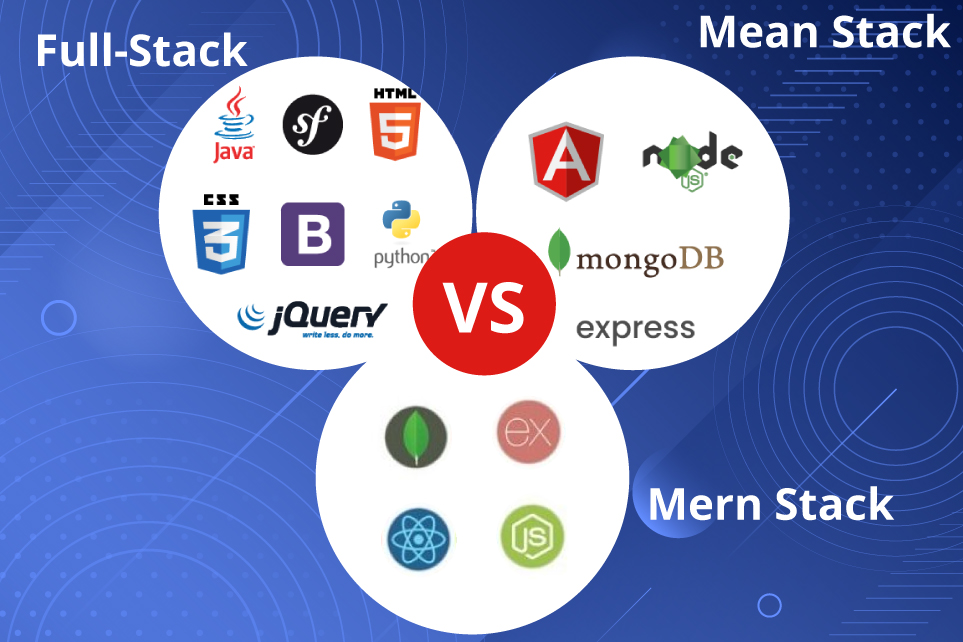 Full-Stack
Mean Stack
Java
sf
HTML
5
CSS
3
B
python
jQuery
write less, do more.
A
node
JS
mongoDB
express
VS
ex
JS
Mern Stack